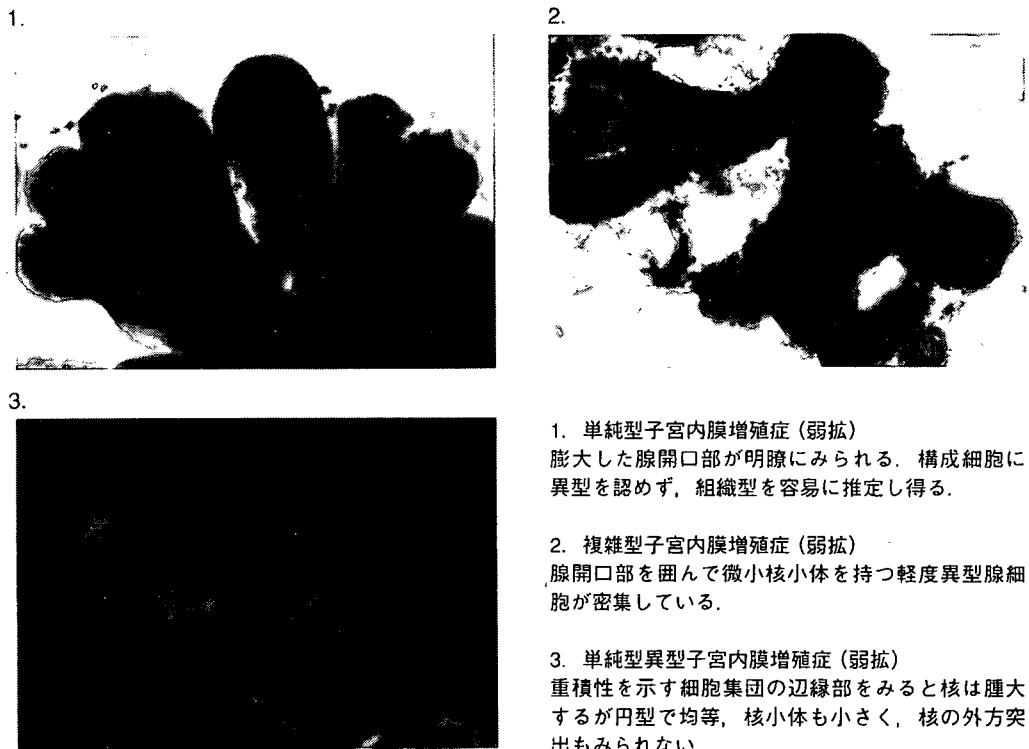 1.
2.
3.
1. 単純型子宮内膜増殖症 (弱拡)
膨大した腺開口部が明瞭にみられる. 構成細胞に
異型を認めず, 組織型を容易に推定し得る.
2. 複雑型子宮内膜増殖症 (弱拡)
腺開口部を囲んで微小核小体を持つ軽度異型腺細
胞が密集している.
3. 単純型異型子宮内膜増殖症 (弱拡)
重積性を示す細胞集団の辺縁部をみると核は腫大
するが円型で均等, 核小体も小さく, 核の外方突
出もみられない